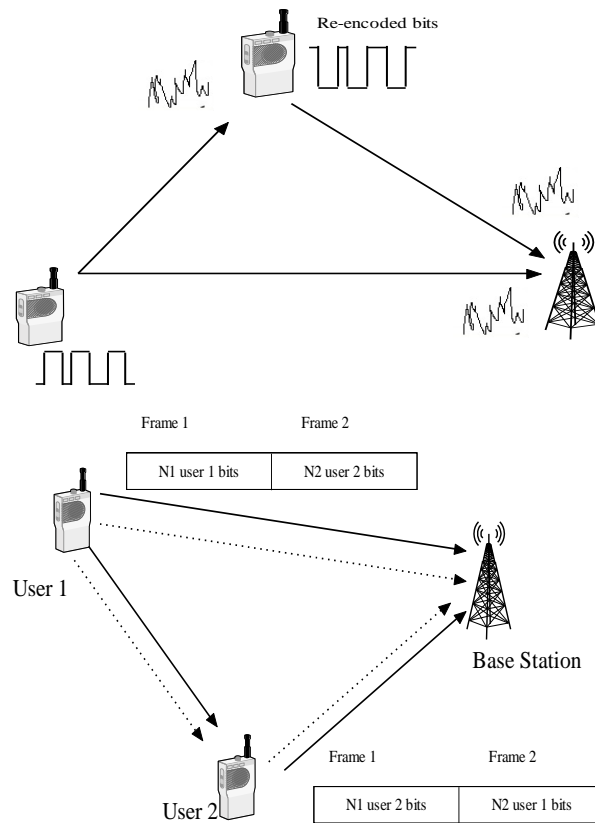 Re-encoded bits
Frame 1 Frame 2
N1 user 1 bits N2 user 2 bits
User 1
Base Station
Frame 1 Frame 2
N1 user 2 bits N2 user 1 bits
User 2